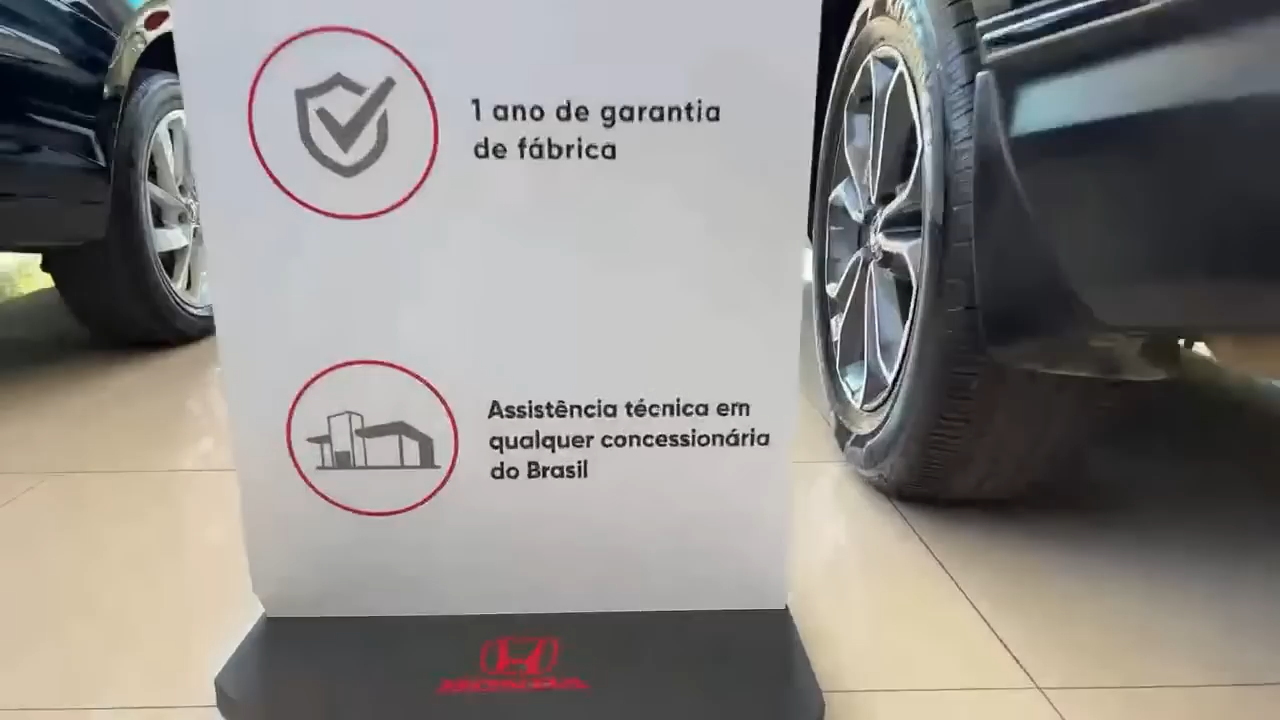 1 ano de garantia
de fábrica
Assistência técnica em
qualquer concessionária
do Brasil
HONDA